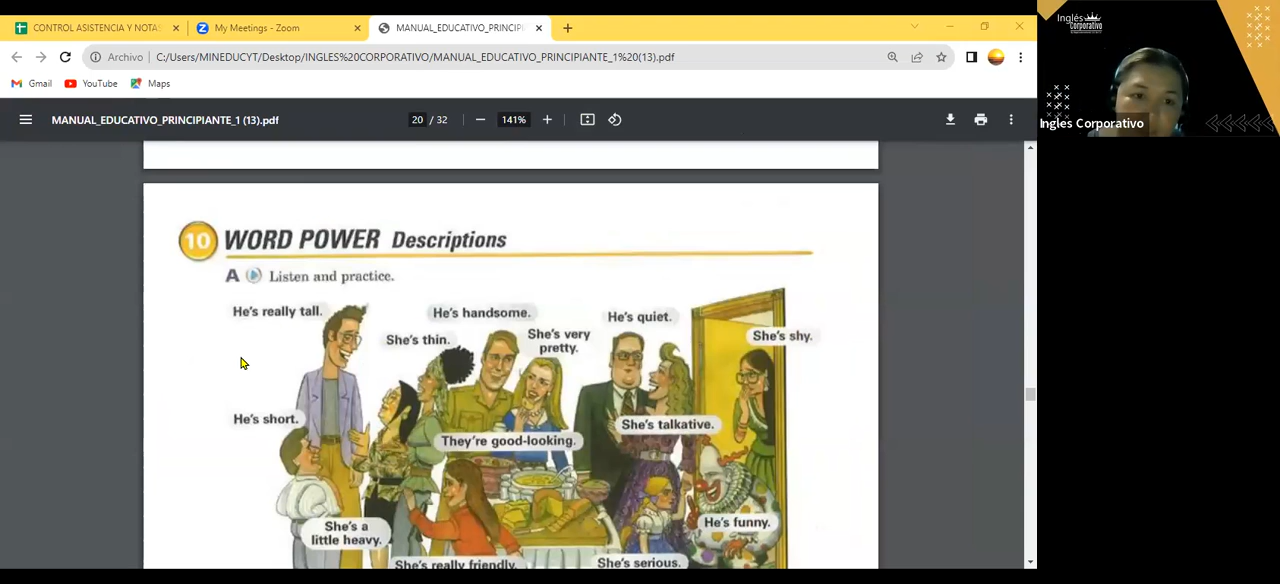 CONTROL ASISTENCIA Y NOTAS
My Meetings - Zoom
MANUAL_EDUCATIVO_PRINCIPI
Archivo
C:/Users/MINEDUCYT/Desktop/INGLES%20CORPORATIVO/MANUAL_EDUCATIVO_PRINCIPIANTE_1%20(13).pdf
Gmail
YouTube
Maps
MANUAL_EDUCATIVO_PRINCIPIANTE_1 (13).pdf
20 / 32
141%
10 WORD POWER Descriptions
A Listen and practice.
He's really tall.
He's handsome.
He's quiet.
She's thin.
She's very
pretty.
She's shy.
He's short.
They're good-looking.
She's talkative.
She's a
little heavy.
He's funny.
She's really friendly.
She's serious.
Inglés
Corporativo
Ingles Corporativo